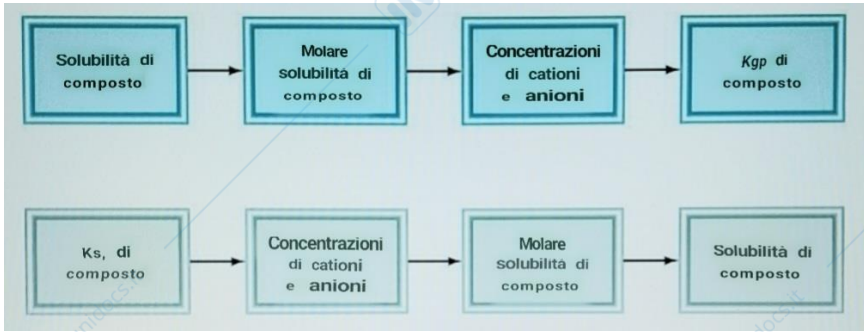 Solubilità di
composto
Molare
solubilità di
composto
Concentrazioni
di cationi
e anioni
Kgp di
composto
Ks, di
composto
Concentrazioni
di cationi
e anioni
Molare
solubilità di
composto
Solubilità di
composto